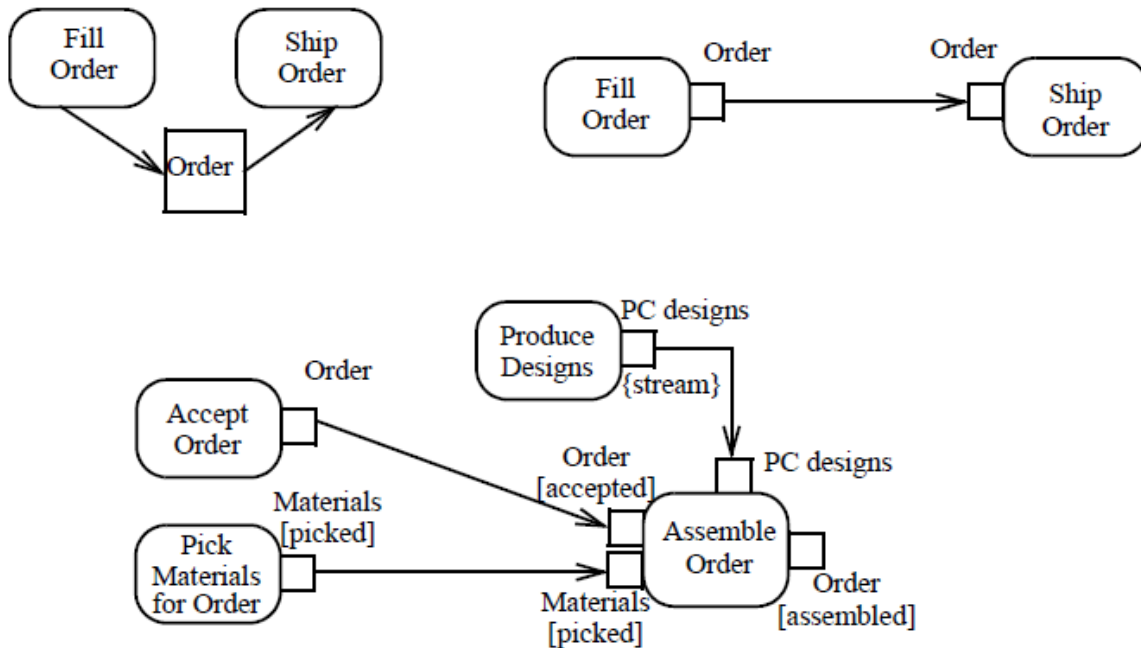 Fill
Order
Ship
Order
Order
Order
Order
Fill
Order
Ship
Order
PC designs
Produce
Designs
{stream}
Order
Accept
Order
PC designs
Order
[accepted]
Materials
[picked]
Assemble
Order
Pick
Materials
for Order
Materials
[picked]
Order
[assembled]